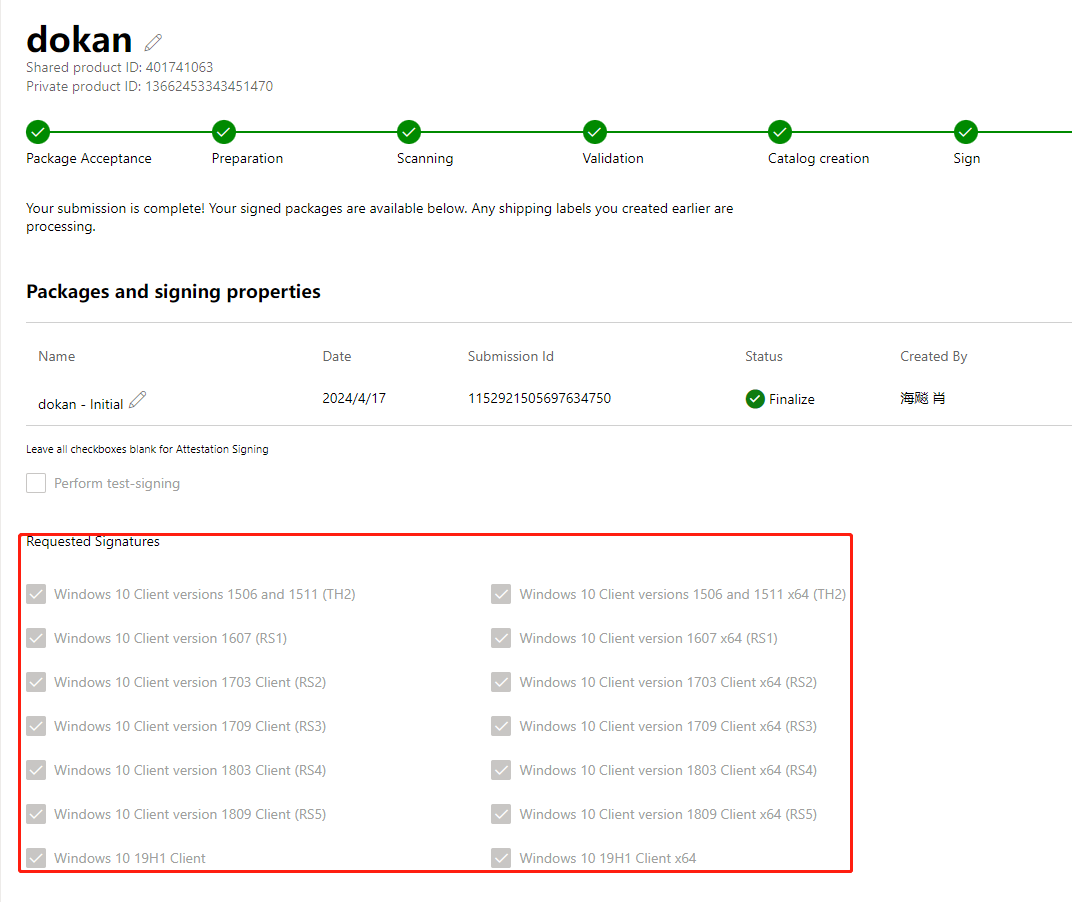 dokan
Shared product ID: 401741063
Private product ID: 13662453343451470
Package Acceptance Preparation Scanning Validation Catalog creation Sign
Your submission is complete! Your signed packages are available below. Any shipping labels you created earlier are
processing.
Packages and signing properties
Name Date Submission Id Status Created By
dokan - Initial 2024/4/17 1152921505697634750 Finalize 海飚 肖
Leave all checkboxes blank for Attestation Signing
Perform test-signing
Requested Signatures
Windows 10 Client versions 1506 and 1511 (TH2) Windows 10 Client versions 1506 and 1511 x64 (TH2)
Windows 10 Client version 1607 (RS1) Windows 10 Client version 1607 x64 (RS1)
Windows 10 Client version 1703 Client (RS2) Windows 10 Client version 1703 Client x64 (RS2)
Windows 10 Client version 1709 Client (RS3) Windows 10 Client version 1709 Client x64 (RS3)
Windows 10 Client version 1803 Client (RS4) Windows 10 Client version 1803 Client x64 (RS4)
Windows 10 Client version 1809 Client (RS5) Windows 10 Client version 1809 Client x64 (RS5)
Windows 10 19H1 Client Windows 10 19H1 Client x64